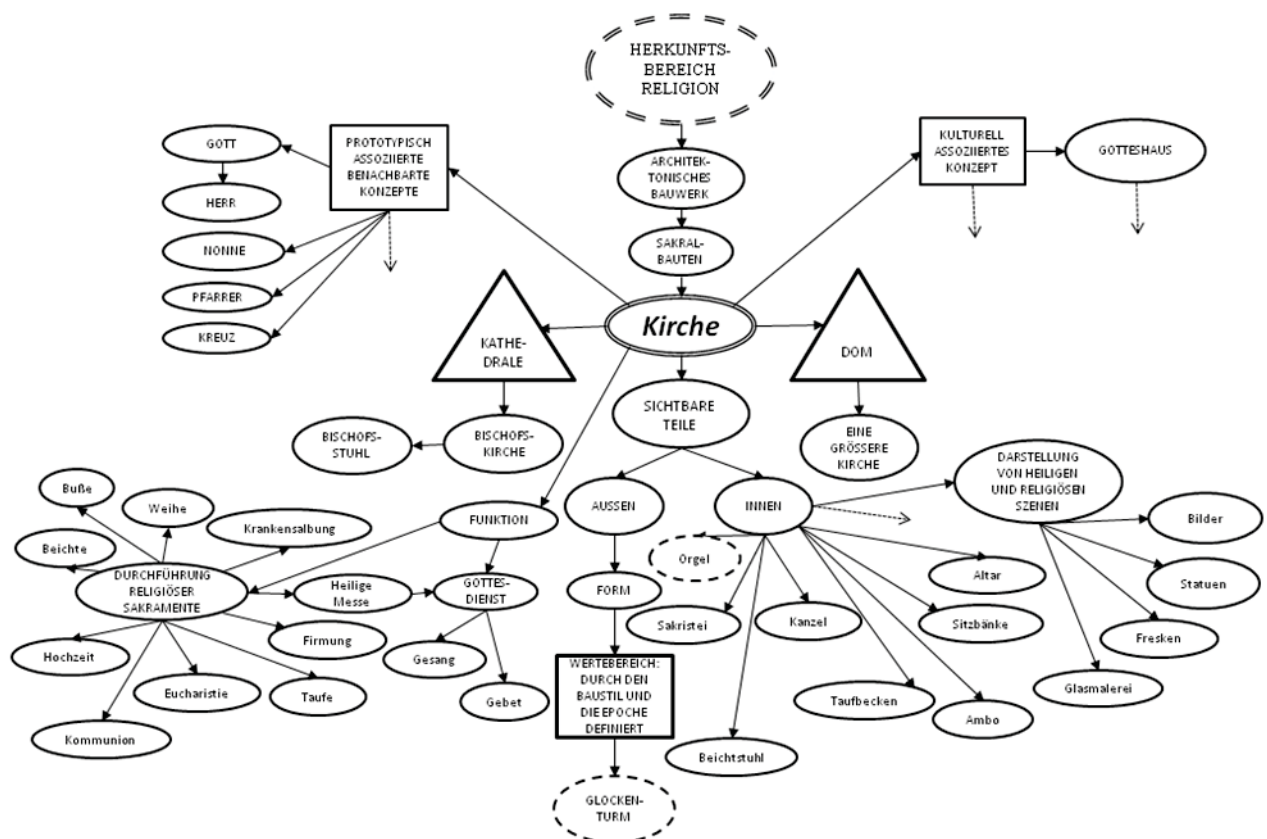 HERKUNFTS-
BEREICH
RELIGION
GOTT
PROTOTYPISCH
ASSOZIIERTE
BENACHBARTE
KONZEPTE
ARCHITEK-
TONISCHES
BAUWERK
KULTURELL
ASSOZIIERTES
KONZEPT
GOTTESHAUS
HERR
NONNE
SAKRAL-
BAUTEN
PFARRER
KREUZ
Kirche
KATHE-
DRALE
DOM
SICHTBARE
TEILE
BISCHOFS-
STUHL
BISCHOFS-
KIRCHE
EINE
GRÖSSERE
KIRCHE
DARSTELLUNG
VON HEILIGEN
UND RELIGIÖSEN
SZENEN
Buße
Weihe
Krankensalbung
FUNKTION
AUSSEN
INNEN
Bilder
Beichte
DURCHFÜHRUNG
RELIGIÖSER
SAKRAMENTE
Heilige
Messe
GOTTES-
DIENST
FORM
Orgel
Altar
Statuen
Hochzeit
Firmung
Gesang
Sakristei
Kanzel
Sitzbänke
Fresken
Eucharistie
Taufe
Gebet
WERTEBEREICH:
DURCH DEN
BAUSTIL UND
DIE EPOCHE
DEFINIERT
Taufbecken
Ambo
Glasmalerei
Kommunion
Beichtstuhl
GLOCKEN-
TURM